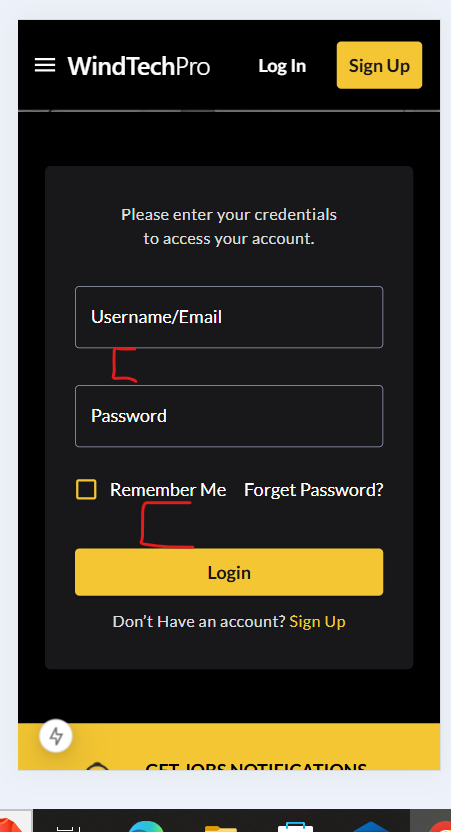 WindTechPro Log In Sign Up
Please enter your credentials
to access your account.
Username/Email
Password
Remember Me Forget Password?
Login
Don't Have an account? Sign Up
GET JOBS NOTIFICATIONS